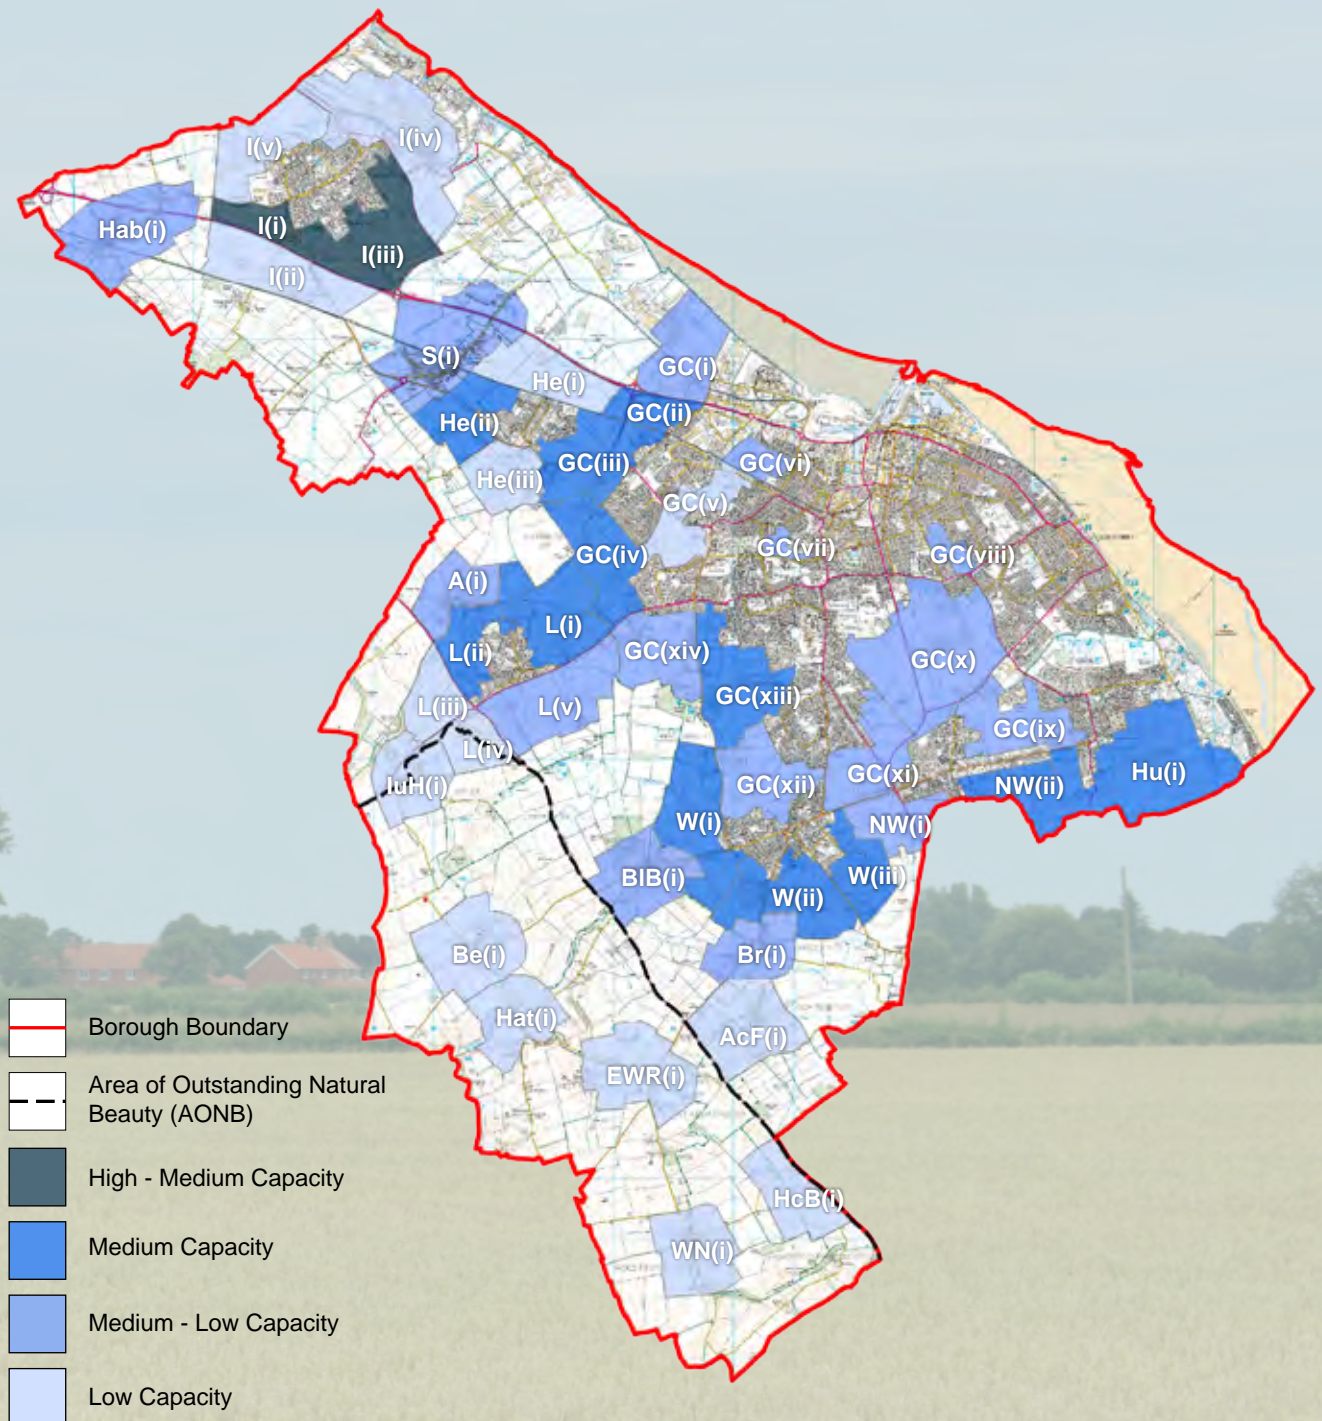 I(iv)
I(v)
Hab(i)
I(i)
I(iii)
I(ii)
S(i)
GC(i)
He(i)
GC(ii)
He(ii)
GC(iii)
GC(vi)
He(iii)
GC(v)
GC(iv)
GC(vii)
GC(viii)
A(i)
L(i)
L(ii)
GC(xiv)
GC(x)
GC(xiii)
L(iii)
L(v)
GC(ix)
L(iv)
IuH(i)
GC(xii)
GC(xi)
Hu(i)
NW(ii)
W(i)
NW(i)
BIB(i)
W(iii)
W(ii)
Be(i)
Br(i)
Hat(i)
AcF(i)
EWR(i)
HcB(i)
WN(i)
Borough Boundary
Area of Outstanding Natural
Beauty (AONB)
High - Medium Capacity
Medium Capacity
Medium - Low Capacity
Low Capacity